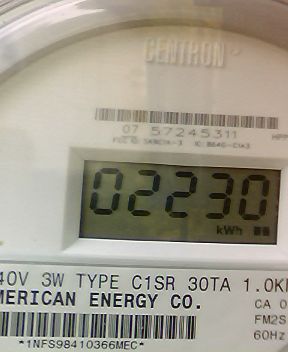 CENTRON
07 57245311
02230
kWh
40V 3W TYPE C1SR 30TA 1.0K
MERICAN ENERGY CO.
CA 0
FM2S
60Hz
*1NFS98410366MEC*